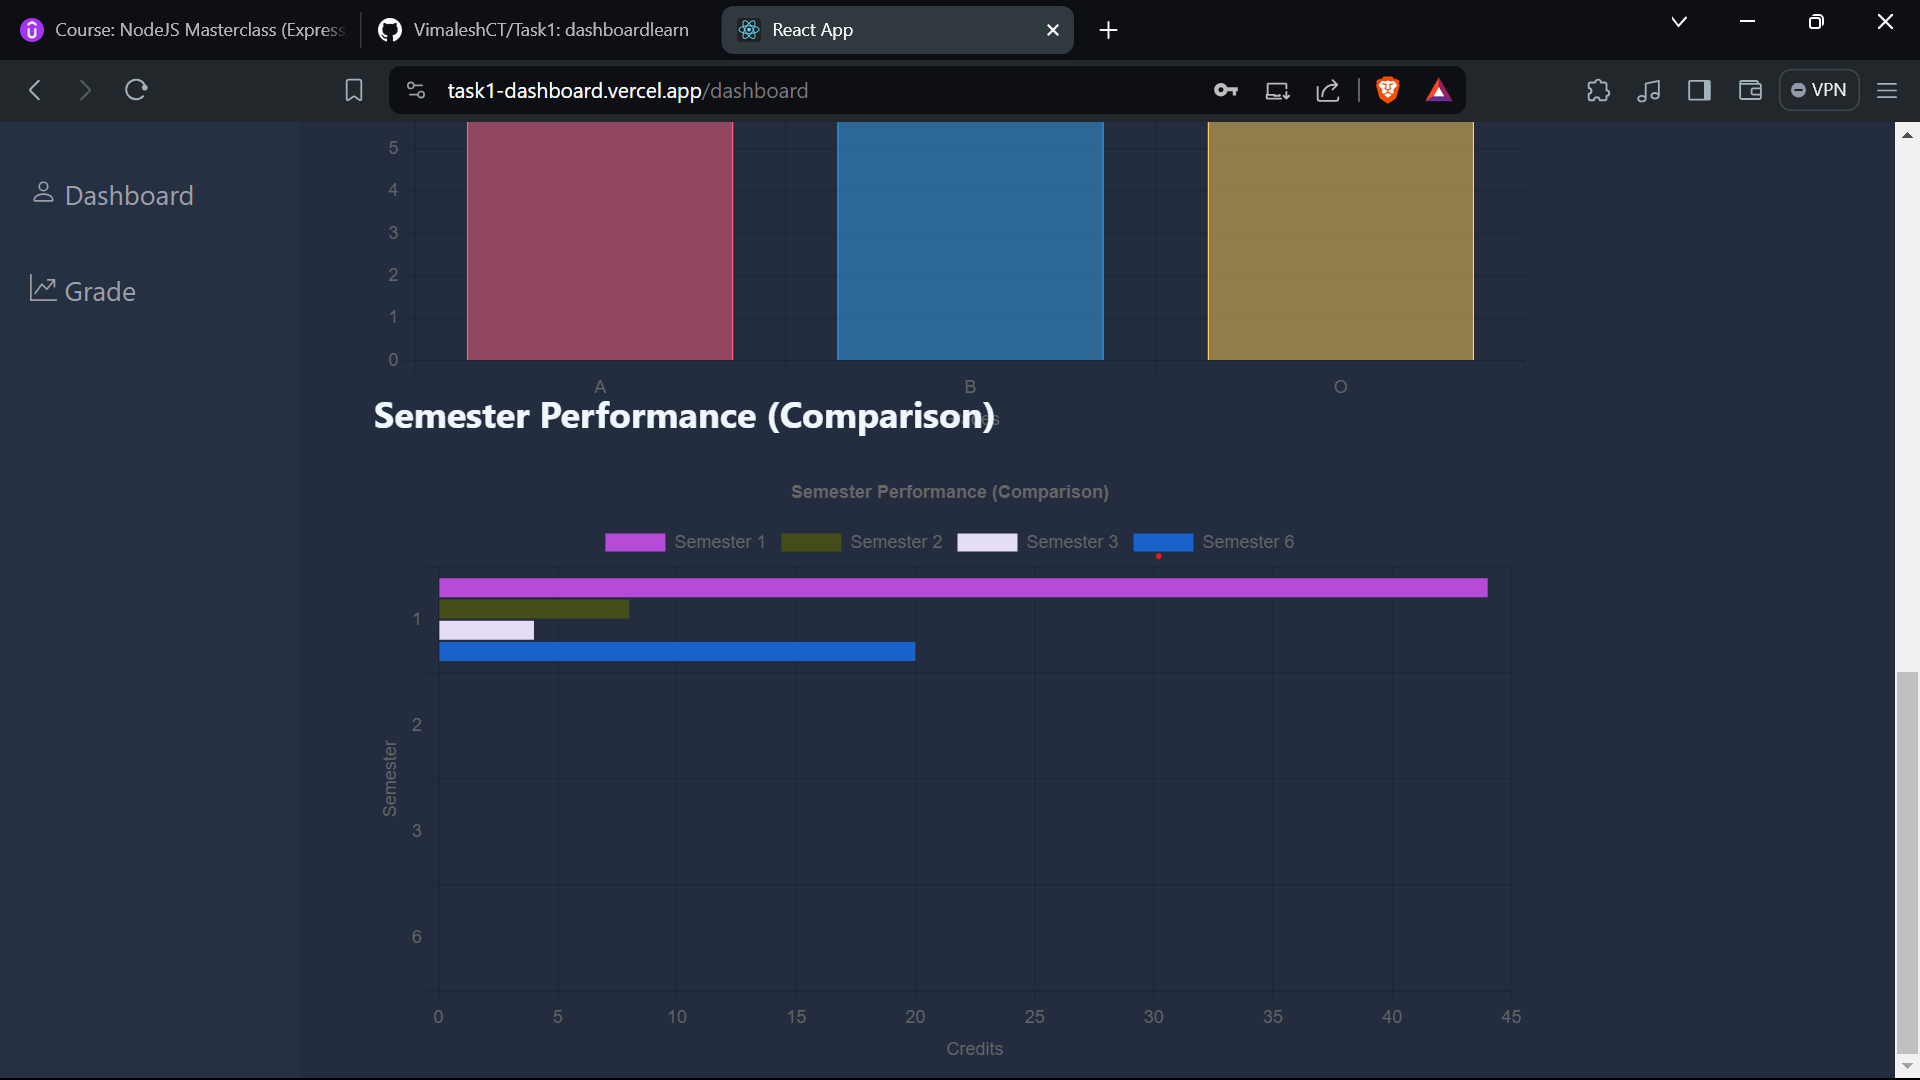 Course: NodeJS Masterclass (Express
VimaleshCT/Task1: dashboardlearn
React App
task1-dashboard.vercel.app/dashboard
VPN
Dashboard
Grade
5
4
3
2
1
0
A
B
O
Semester Performance (Comparison)
Semester Performance (Comparison)
Semester 1
Semester 2
Semester 3
Semester 6
1
2
3
6
Semester
0
5
10
15
20
25
30
35
40
45
Credits